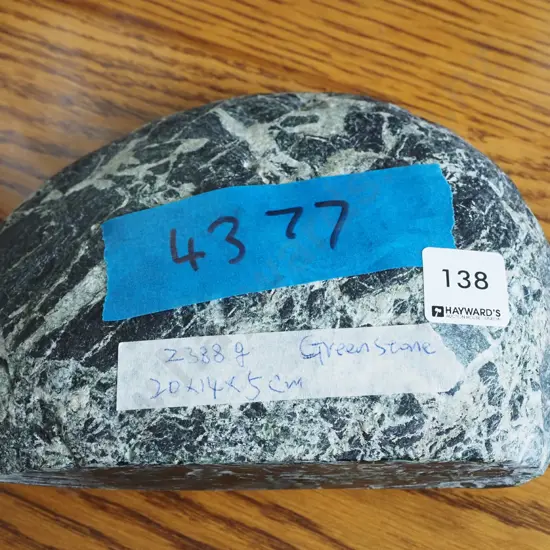 4377
138
HAYWARD'S
2388 g Greenstone
20x14x5 cm